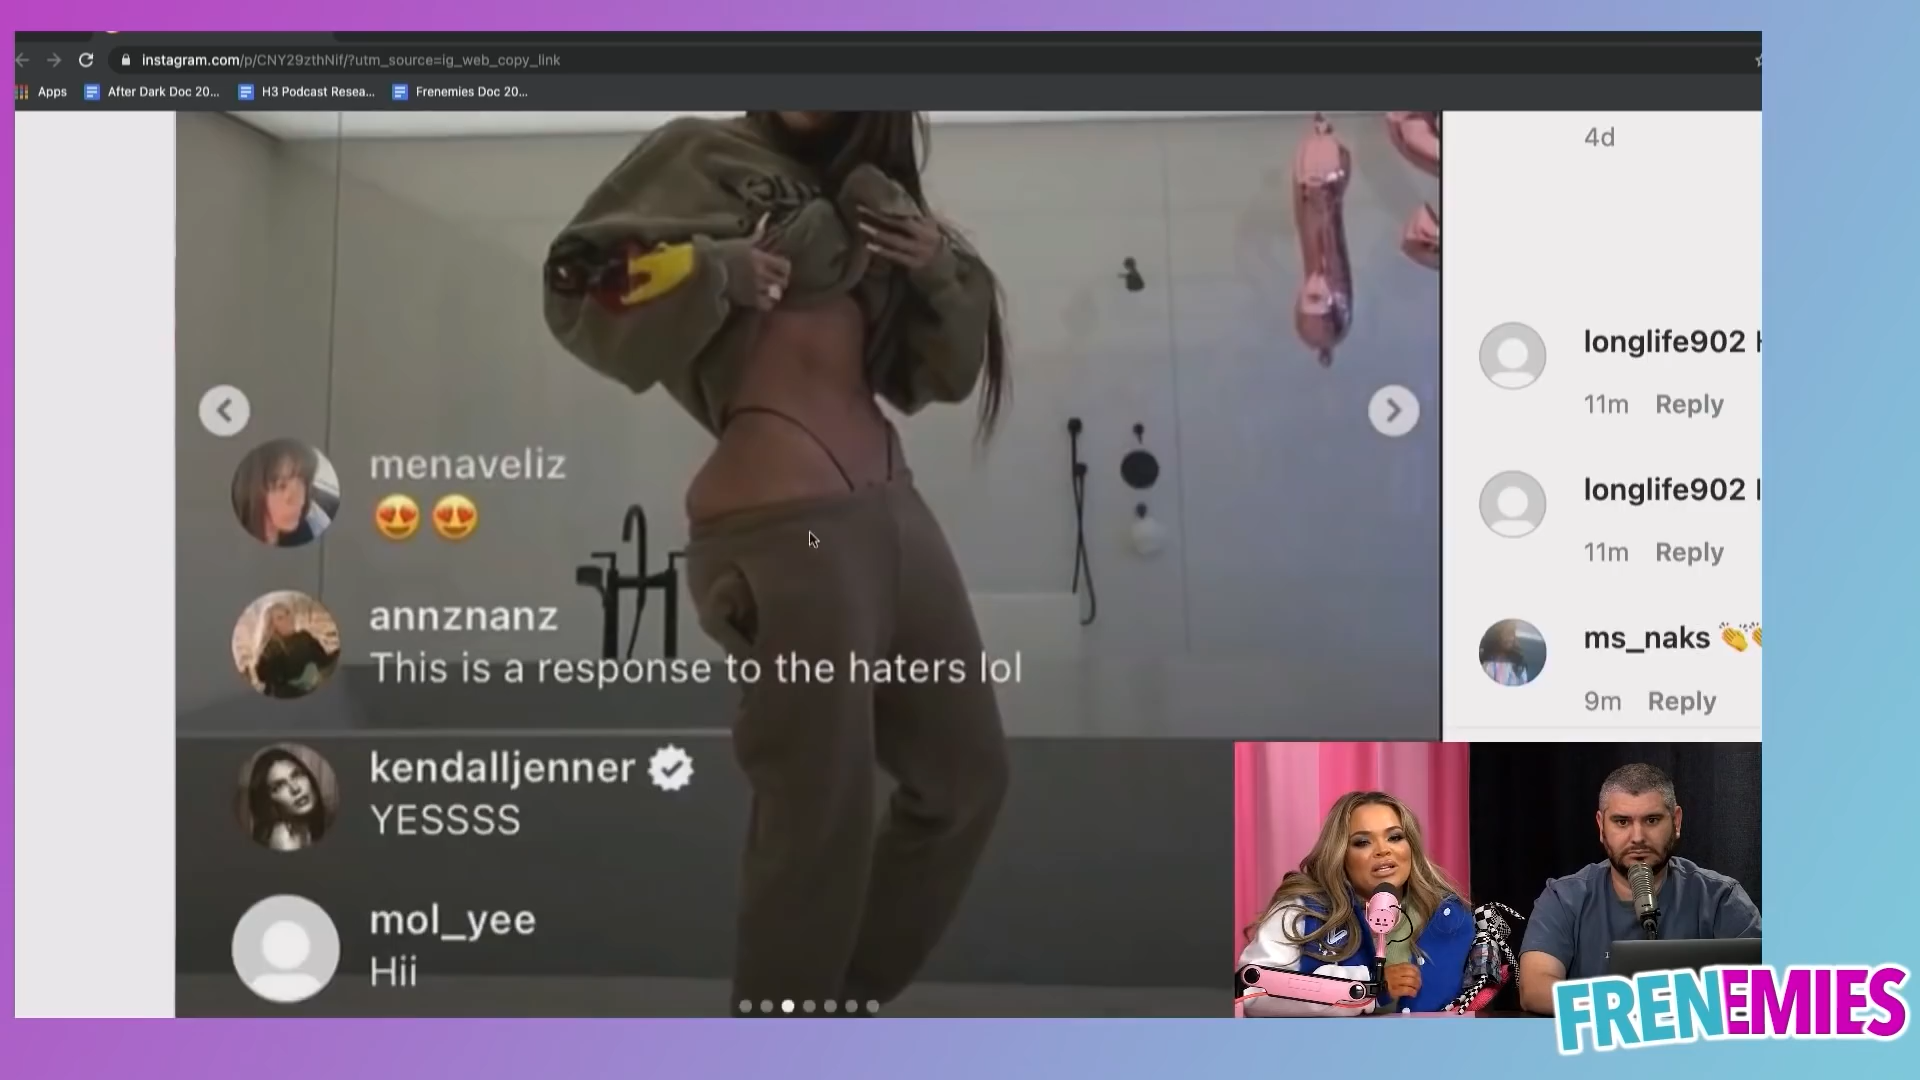 instagram.com/p/CNY29zthNif/?utm_source=ig_web_copy_link
Apps
After Dark Doc 20...
H3 Podcast Resea...
Frenemies Doc 20...
4d
longlife902
11m Reply
longlife902
11m Reply
ms_naks 👏
9m Reply
menaveliz
😍 😍
annznanz
This is a response to the haters lol
kendalljenner
YESSSS
mol_yee
Hii
FRENEMIES